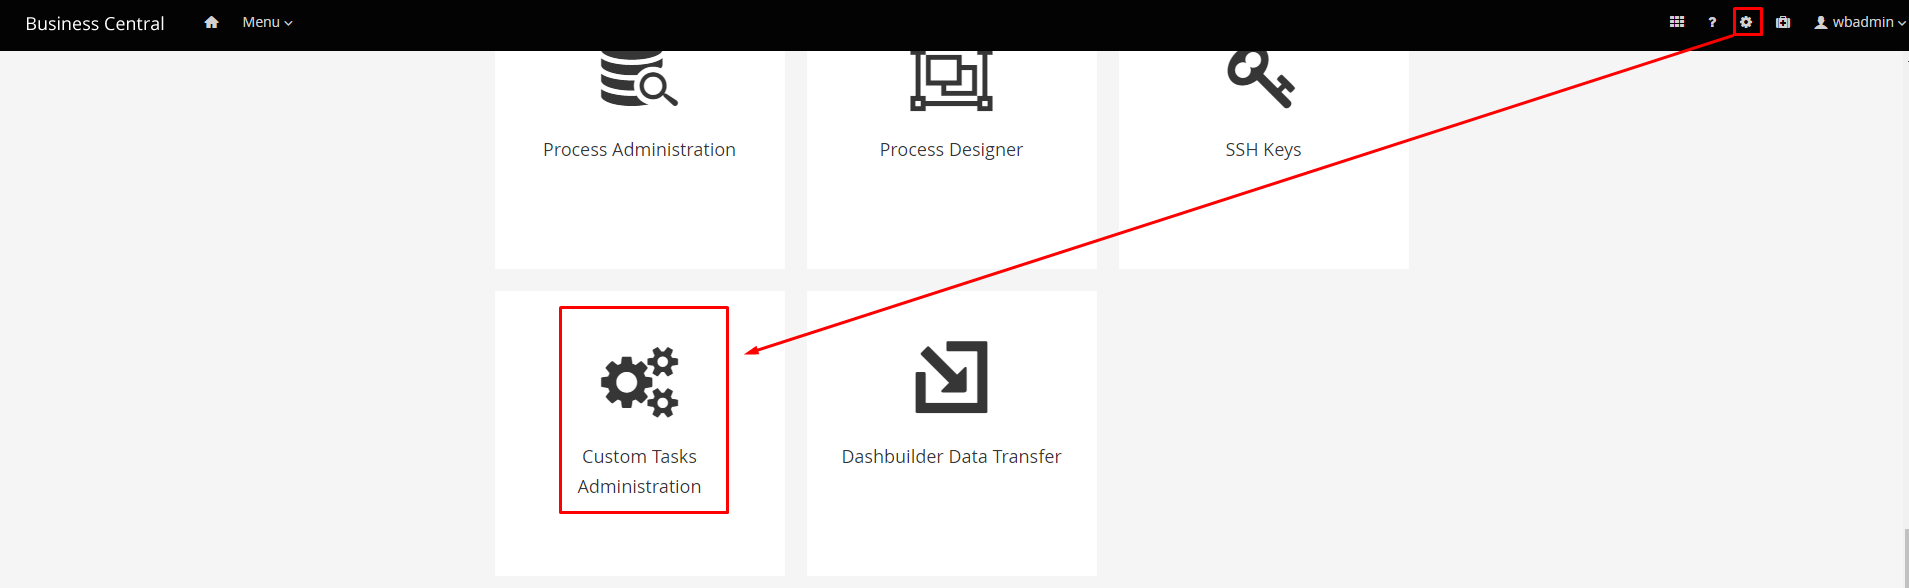 Business Central Menu ? wbadmin
Process Administration Process Designer SSH Keys
Custom Tasks
Administration
Dashbuilder Data Transfer